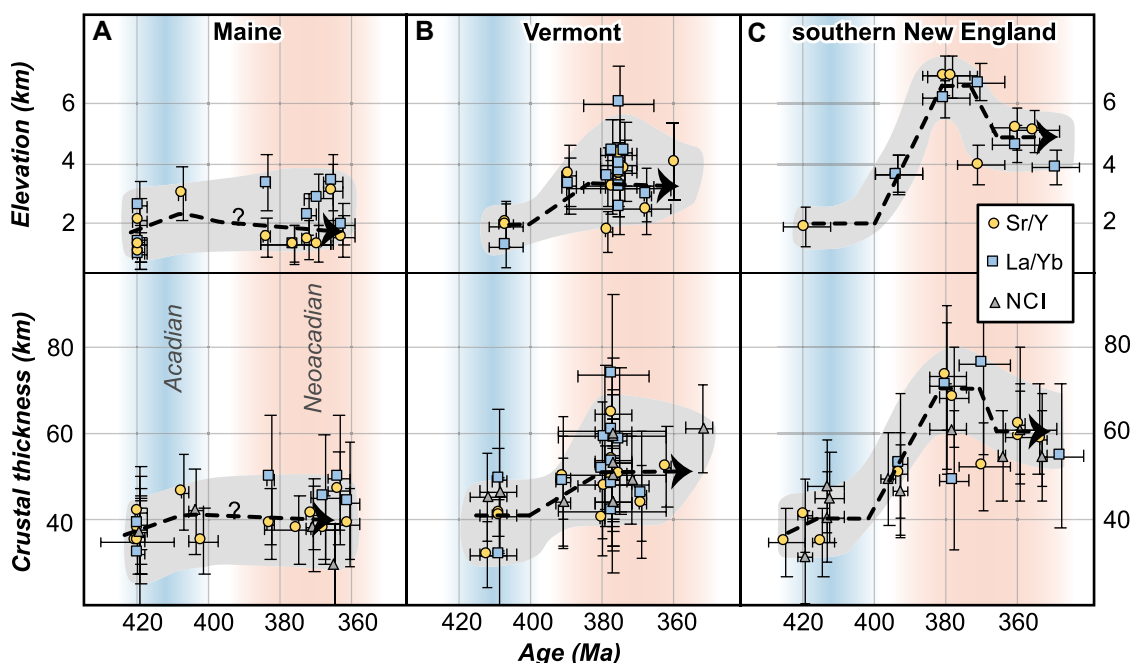 A Maine B Vermont C southern New England
Elevation (km)
6 6
4 4
2 2
?
Sr/Y
La/Yb
NCI
Crustal thickness (km)
Acadian
Neoacadian
80 80
60 60
40 40
?
420 400 380 360 420 400 380 360 420 400 380 360
Age (Ma)